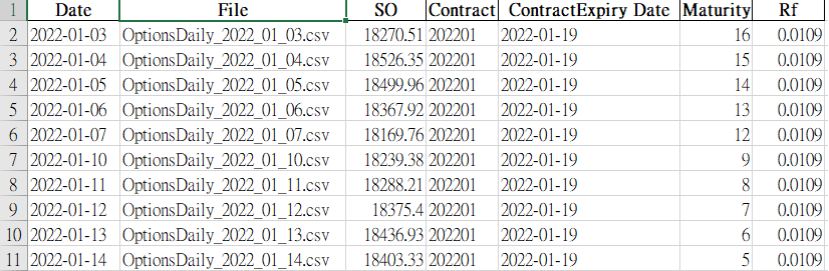 1 Date File SO Contract ContractExpiry Date Maturity Rf
2 2022-01-03 OptionsDaily_2022_01_03.csv 18270.51 202201 2022-01-19 16 0.0109
3 2022-01-04 OptionsDaily_2022_01_04.csv 18526.35 202201 2022-01-19 15 0.0109
4 2022-01-05 OptionsDaily_2022_01_05.csv 18499.96 202201 2022-01-19 14 0.0109
5 2022-01-06 OptionsDaily_2022_01_06.csv 18367.92 202201 2022-01-19 13 0.0109
6 2022-01-07 OptionsDaily_2022_01_07.csv 18169.76 202201 2022-01-19 12 0.0109
7 2022-01-10 OptionsDaily_2022_01_10.csv 18239.38 202201 2022-01-19 9 0.0109
8 2022-01-11 OptionsDaily_2022_01_11.csv 18288.21 202201 2022-01-19 8 0.0109
9 2022-01-12 OptionsDaily_2022_01_12.csv 18375.4 202201 2022-01-19 7 0.0109
10 2022-01-13 OptionsDaily_2022_01_13.csv 18436.93 202201 2022-01-19 6 0.0109
11 2022-01-14 OptionsDaily_2022_01_14.csv 18403.33 202201 2022-01-19 5 0.0109